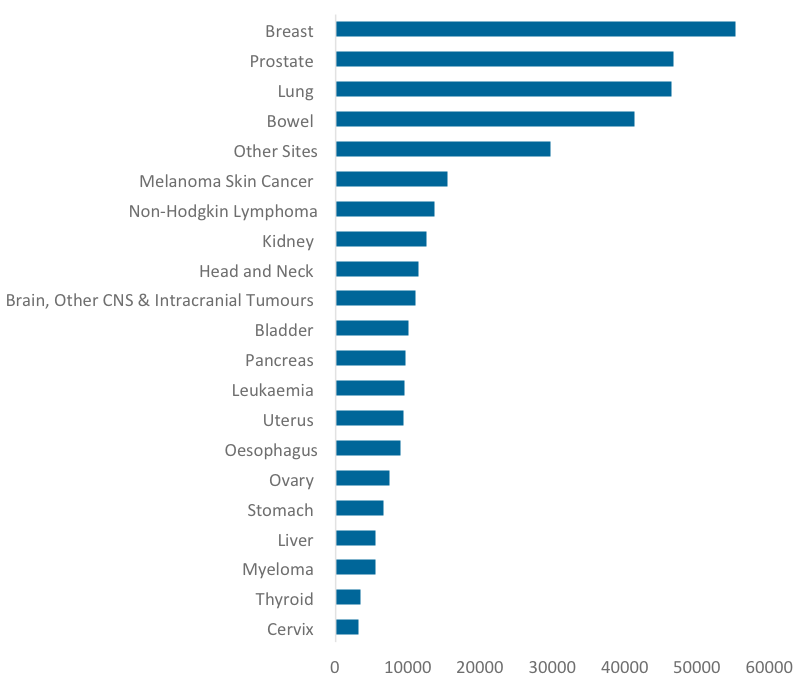 Breast
Prostate
Lung
Bowel
Other Sites
Melanoma Skin Cancer
Non-Hodgkin Lymphoma
Kidney
Head and Neck
Brain, Other CNS & Intracranial Tumours
Bladder
Pancreas
Leukaemia
Uterus
Oesophagus
Ovary
Stomach
Liver
Myeloma
Thyroid
Cervix
0 10000 20000 30000 40000 50000 60000